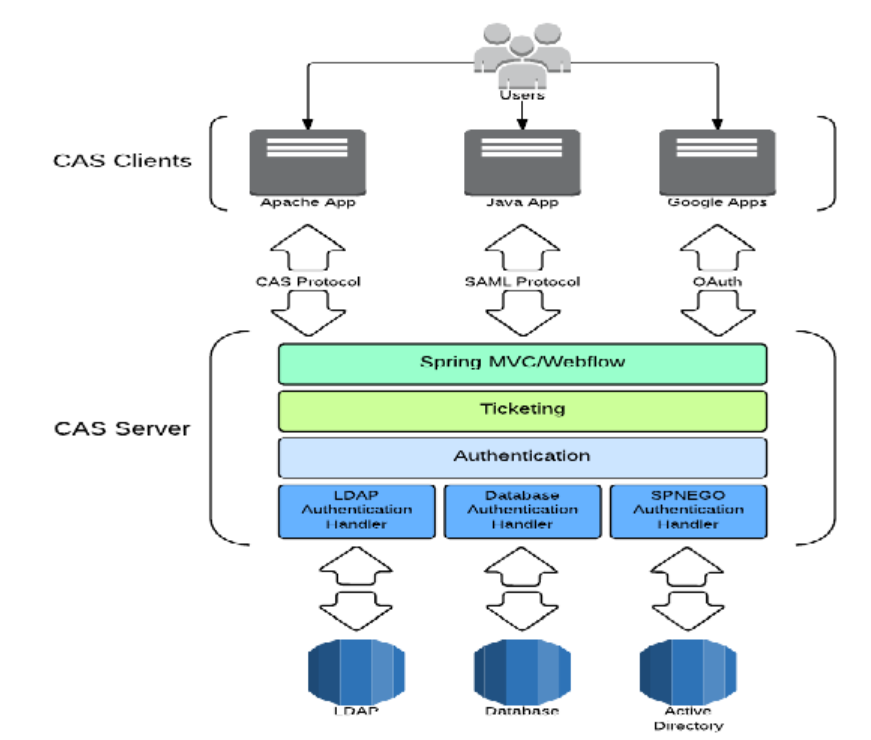 Users
CAS Clients
Apache App
Java App
Google Apps
CAS Protocol
SAML Protocol
OAuth
CAS Server
Spring MVC/Webflow
Ticketing
Authentication
LDAP
Authentication
Handler
Database
Authentication
Handler
SPNEGO
Authentication
Handler
LDAP
Database
Active
Directory